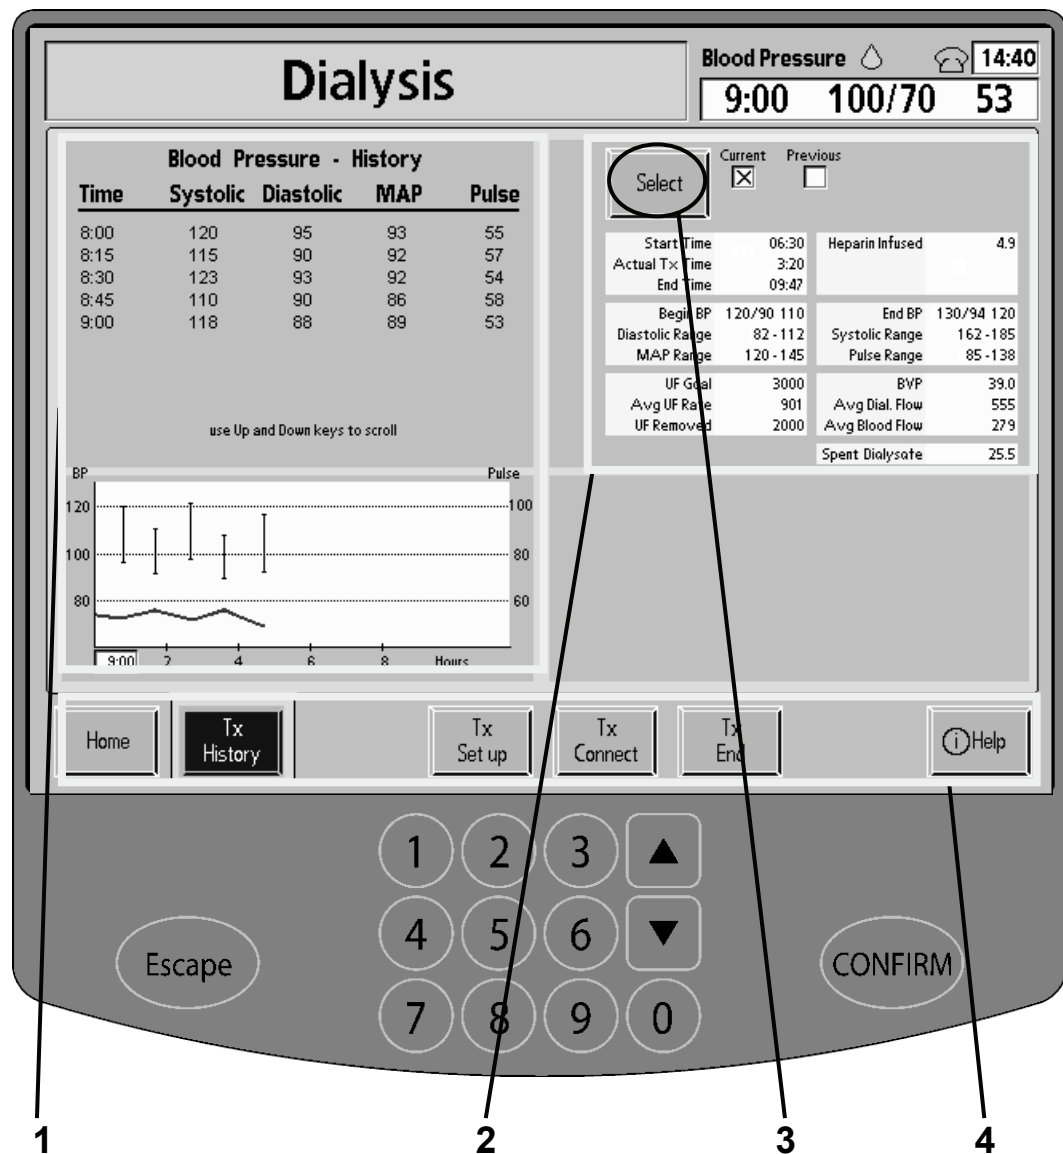 Dialysis
Blood Pressure
14:40
9:00 100/70 53
Blood Pressure - History
Time Systolic Diastolic MAP Pulse
8:00 120 95 93 55
8:15 115 90 92 57
8:30 123 93 92 54
8:45 110 90 86 58
9:00 118 88 89 53
use Up and Down keys to scroll
BP Pulse
120 100
100 80
80 60
9:00 2 4 6 8 Hours
Select
Current Previous
Start Time 06:30 Heparin Infused 4.9
Actual Tx Time 3:20
End Time 09:47
Begin BP 120/90 110 End BP 130/94 120
Diastolic Range 82-112 Systolic Range 162-185
MAP Range 120-145 Pulse Range 85-138
UF Goal 3000 BVP 39.0
Avg UF Rate 901 Avg Dial. Flow 555
UF Removed 2000 Avg Blood Flow 279
Spent Dialysate 25.5
Home
Tx
History
Tx
Set up
Tx
Connect
Tx
End
i Help
1 2 3
4 5 6
7 8 9 0
Escape
CONFIRM
1 2 3 4